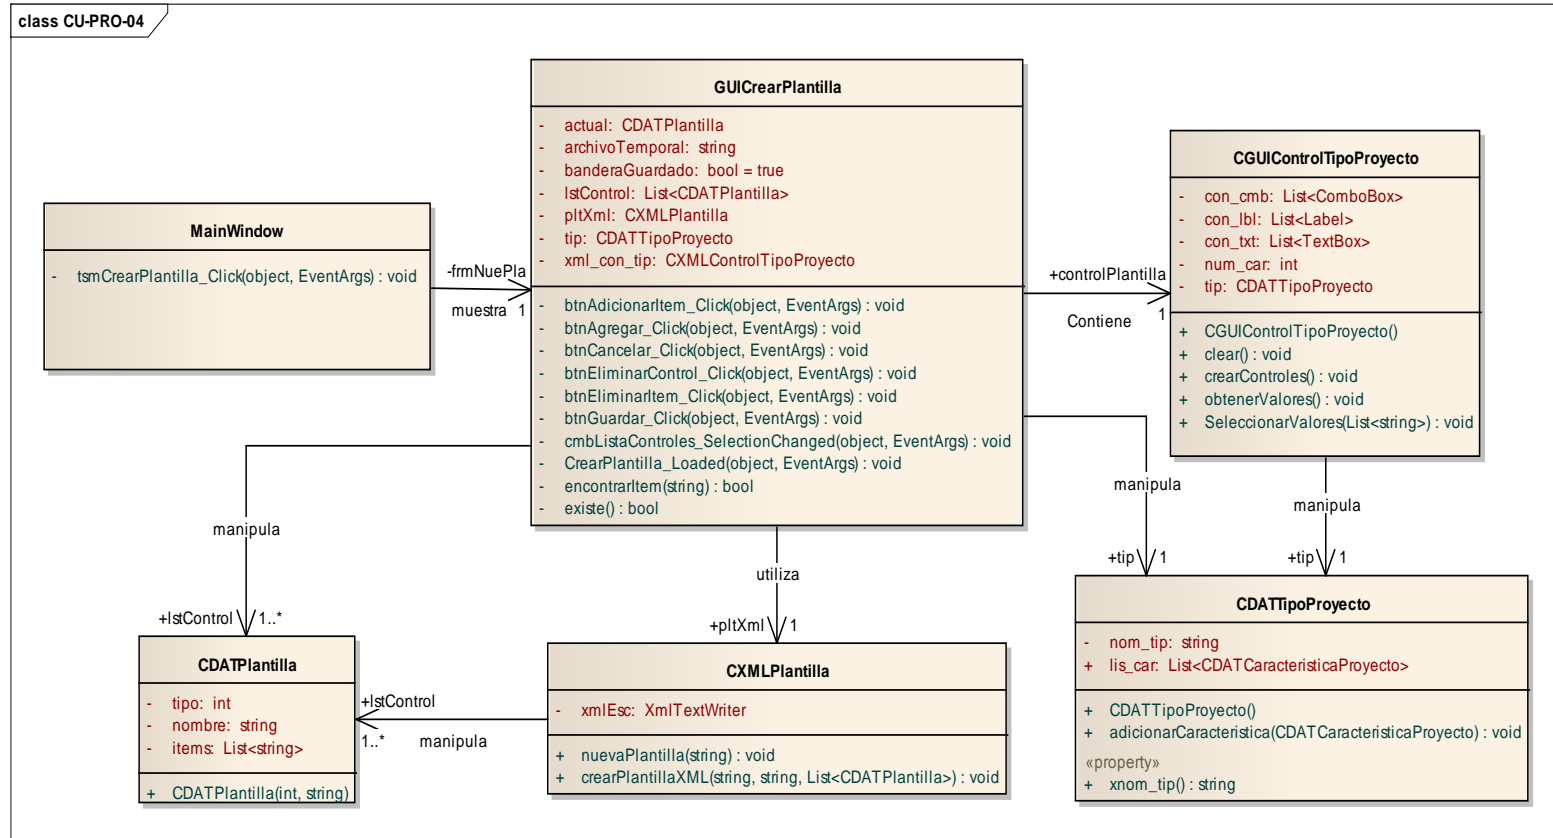 class CU-PRO-04
GUICrearPlantilla
- actual: CDATPlantilla
- archivoTemporal: string
- banderaGuardado: bool = true
- lstControl: List<CDATPlantilla>
- pltXml: CXMLPlantilla
- tip: CDATTipoProyecto
- xml_con_tip: CXMLControlTipoProyecto
- btnAdicionarItem_Click(object, EventArgs) : void
- btnAgregar_Click(object, EventArgs) : void
- btnCancelar_Click(object, EventArgs) : void
- btnEliminarControl_Click(object, EventArgs) : void
- btnEliminarItem_Click(object, EventArgs) : void
- btnGuardar_Click(object, EventArgs) : void
- cmbListaControles_SelectionChanged(object, EventArgs) : void
- CrearPlantilla_Loaded(object, EventArgs) : void
- encontrarItem(string) : bool
- existe() : bool
CGUIControlTipoProyecto
- con_cmb: List<ComboBox>
- con_lbl: List<Label>
- con_txt: List<TextBox>
- num_car: int
- tip: CDATTipoProyecto
+ CGUIControlTipoProyecto()
+ clear() : void
+ crearControles() : void
+ obtenerValores() : void
+ SeleccionarValores(List<string>) : void
MainWindow
- tsmCrearPlantilla_Click(object, EventArgs) : void
-frmNuePla
muestra 1
+controlPlantilla
Contiene 1
manipula
+lstControl 1..*
utiliza
+pltXml 1
manipula
+tip 1
manipula
+tip 1
CDATPlantilla
- tipo: int
- nombre: string
- items: List<string>
+ CDATPlantilla(int, string)
+lstControl
1..* manipula
CXMLPlantilla
- xmlEsc: XmlTextWriter
+ nuevaPlantilla(string) : void
+ crearPlantillaXML(string, string, List<CDATPlantilla>) : void
CDATTipoProyecto
- nom_tip: string
+ lis_car: List<CDATCaracteristicaProyecto>
+ CDATTipoProyecto()
+ adicionarCaracteristica(CDATCaracteristicaProyecto) : void
«property»
+ xnom_tip() : string